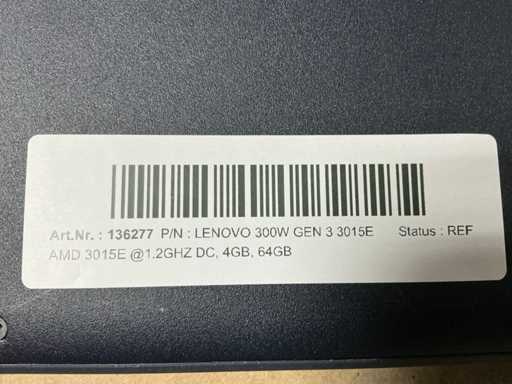 Art.Nr. : 136277 P/N : LENOVO 300W GEN 3 3015E Status : REF
AMD 3015E @1.2GHZ DC, 4GB, 64GB